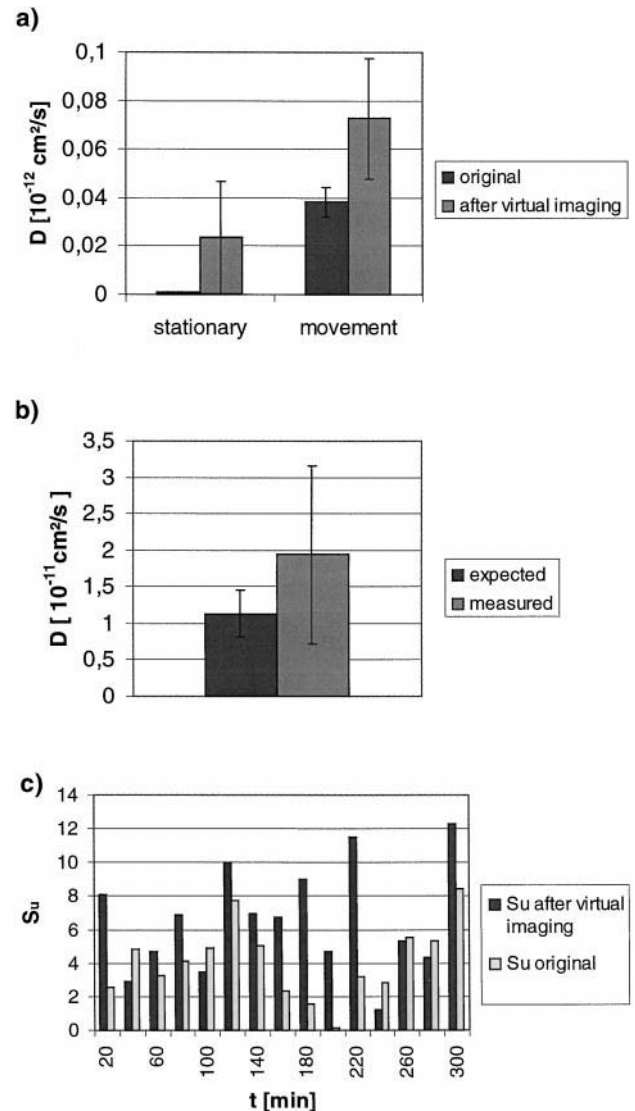 a)
0,1
0,08
0,06
0,04
0,02
0
D [10⁻¹² cm²/s]
stationary movement
original
after virtual imaging
b)
3,5
3
2,5
2
1,5
1
0,5
0
D [ 10⁻¹¹ cm²/s ]
expected
measured
c)
14
12
10
8
6
4
2
0
Su
20 60 100 140 180 220 260 300
t [min]
Su after virtual
imaging
Su original